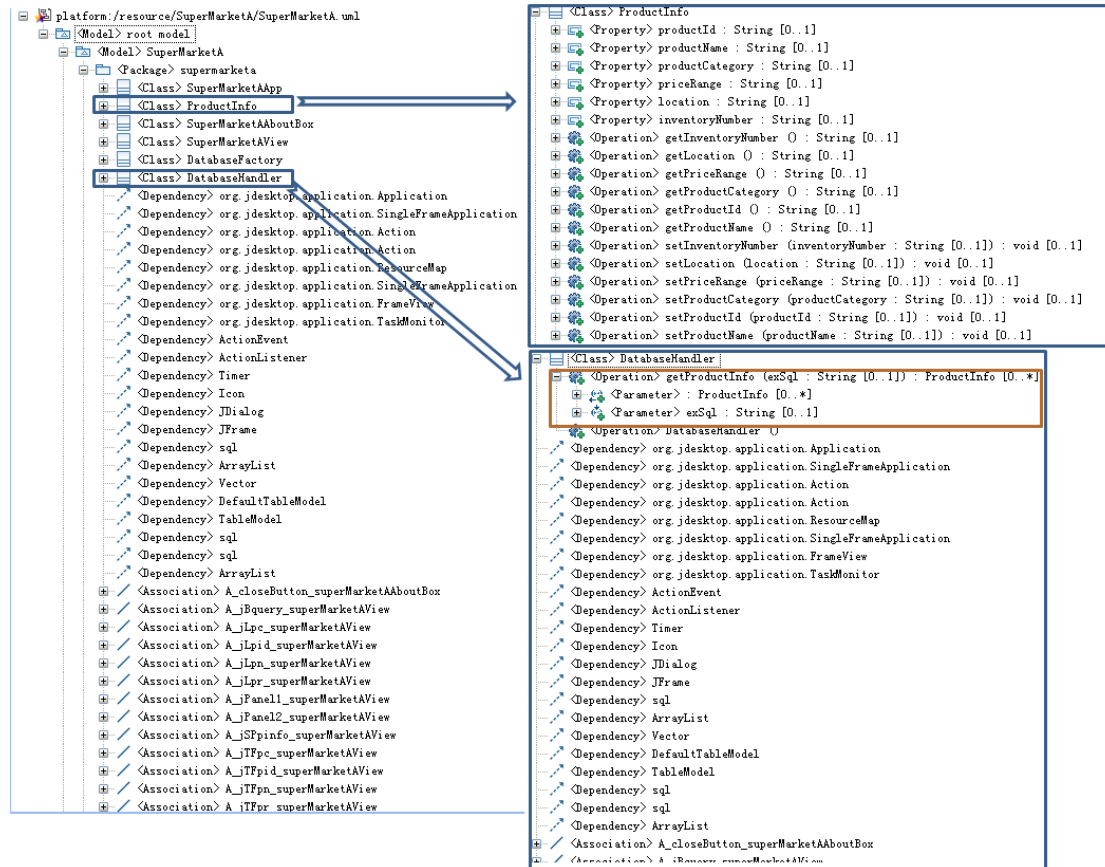 platform:/resource/SuperMarketA/SuperMarketA.uml
<Model> root model
<Model> SuperMarketA
<Package> supermarketa
<Class> SuperMarketAApp
<Class> ProductInfo
<Class> SuperMarketAAboutBox
<Class> SuperMarketAView
<Class> DatabaseFactory
<Class> DatabaseHandler
<Dependency> org.jdesktop.application.Application
<Dependency> org.jdesktop.application.SingleFrameApplication
<Dependency> org.jdesktop.application.Action
<Dependency> org.jdesktop.application.Action
<Dependency> org.jdesktop.application.ResourceMap
<Dependency> org.jdesktop.application.SingleFrameApplication
<Dependency> org.jdesktop.application.FrameView
<Dependency> org.jdesktop.application.TaskMonitor
<Dependency> ActionEvent
<Dependency> ActionListener
<Dependency> Timer
<Dependency> Icon
<Dependency> JDialog
<Dependency> JFrame
<Dependency> sql
<Dependency> ArrayList
<Dependency> Vector
<Dependency> DefaultTableModel
<Dependency> TableModel
<Dependency> sql
<Dependency> sql
<Dependency> ArrayList
<Association> A_closeButton_superMarketAAboutBox
<Association> A_jBquery_superMarketAView
<Association> A_jLpc_superMarketAView
<Association> A_jLpid_superMarketAView
<Association> A_jLpn_superMarketAView
<Association> A_jLpr_superMarketAView
<Association> A_jPanel1_superMarketAView
<Association> A_jPanel2_superMarketAView
<Association> A_jSPpinfo_superMarketAView
<Association> A_jTFpc_superMarketAView
<Association> A_jTFpid_superMarketAView
<Association> A_jTFpn_superMarketAView
<Association> A_jTFpr_superMarketAView
<Class> ProductInfo
<Property> productId : String [0..1]
<Property> productName : String [0..1]
<Property> productCategory : String [0..1]
<Property> priceRange : String [0..1]
<Property> location : String [0..1]
<Property> inventoryNumber : String [0..1]
<Operation> getInventoryNumber () : String [0..1]
<Operation> getLocation () : String [0..1]
<Operation> getPriceRange () : String [0..1]
<Operation> getProductCategory () : String [0..1]
<Operation> getProductId () : String [0..1]
<Operation> getProductName () : String [0..1]
<Operation> setInventoryNumber (inventoryNumber : String [0..1]) : void [0..1]
<Operation> setLocation (location : String [0..1]) : void [0..1]
<Operation> setPriceRange (priceRange : String [0..1]) : void [0..1]
<Operation> setProductCategory (productCategory : String [0..1]) : void [0..1]
<Operation> setProductId (productId : String [0..1]) : void [0..1]
<Operation> setProductName (productName : String [0..1]) : void [0..1]
<Class> DatabaseHandler
<Operation> getProductInfo (exSql : String [0..1]) : ProductInfo [0..*]
<Parameter> : ProductInfo [0..*]
<Parameter> exSql : String [0..1]
<Operation> DatabaseHandler ()
<Dependency> org.jdesktop.application.Application
<Dependency> org.jdesktop.application.SingleFrameApplication
<Dependency> org.jdesktop.application.Action
<Dependency> org.jdesktop.application.Action
<Dependency> org.jdesktop.application.ResourceMap
<Dependency> org.jdesktop.application.SingleFrameApplication
<Dependency> org.jdesktop.application.FrameView
<Dependency> org.jdesktop.application.TaskMonitor
<Dependency> ActionEvent
<Dependency> ActionListener
<Dependency> Timer
<Dependency> Icon
<Dependency> JDialog
<Dependency> JFrame
<Dependency> sql
<Dependency> ArrayList
<Dependency> Vector
<Dependency> DefaultTableModel
<Dependency> TableModel
<Dependency> sql
<Dependency> sql
<Dependency> ArrayList
<Association> A_closeButton_superMarketAAboutBox
<Association> A_jBquery_superMarketAView